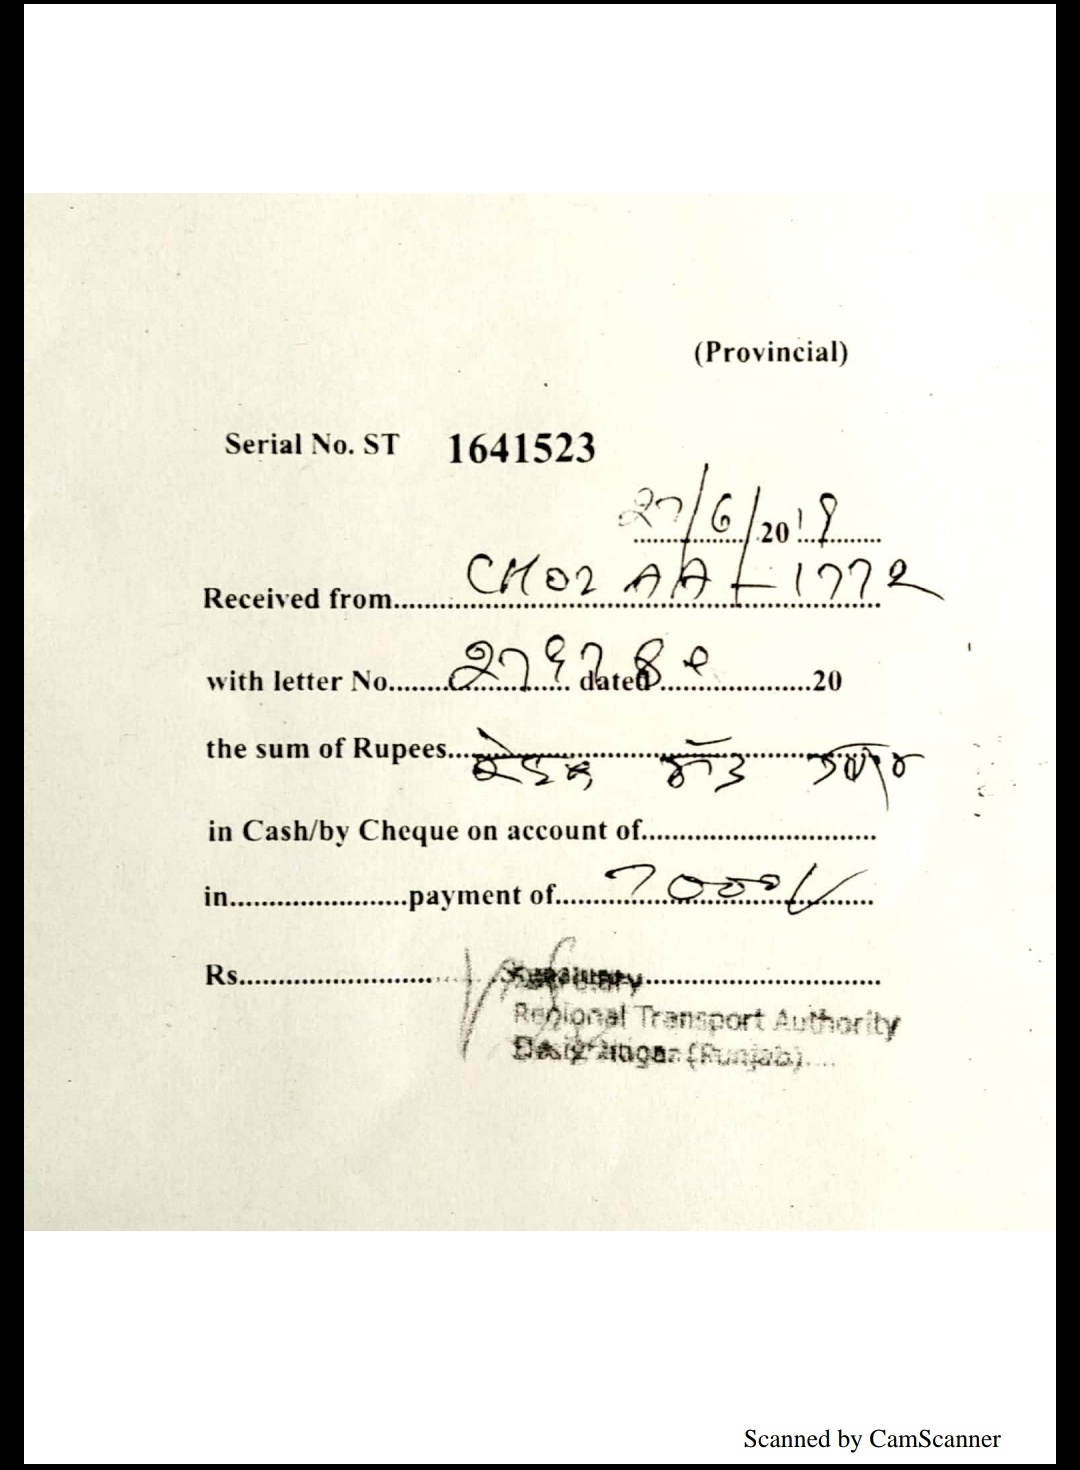 (Provincial)
Serial No. ST 1641523
27/6/2019
Received from CH02 AA - 1772
with letter No. dated 20
the sum of Rupees
in Cash/by Cheque on account of
in payment of 7000/-
Rs.
Secretary
Regional Transport Authority
(Punjab)
Scanned by CamScanner